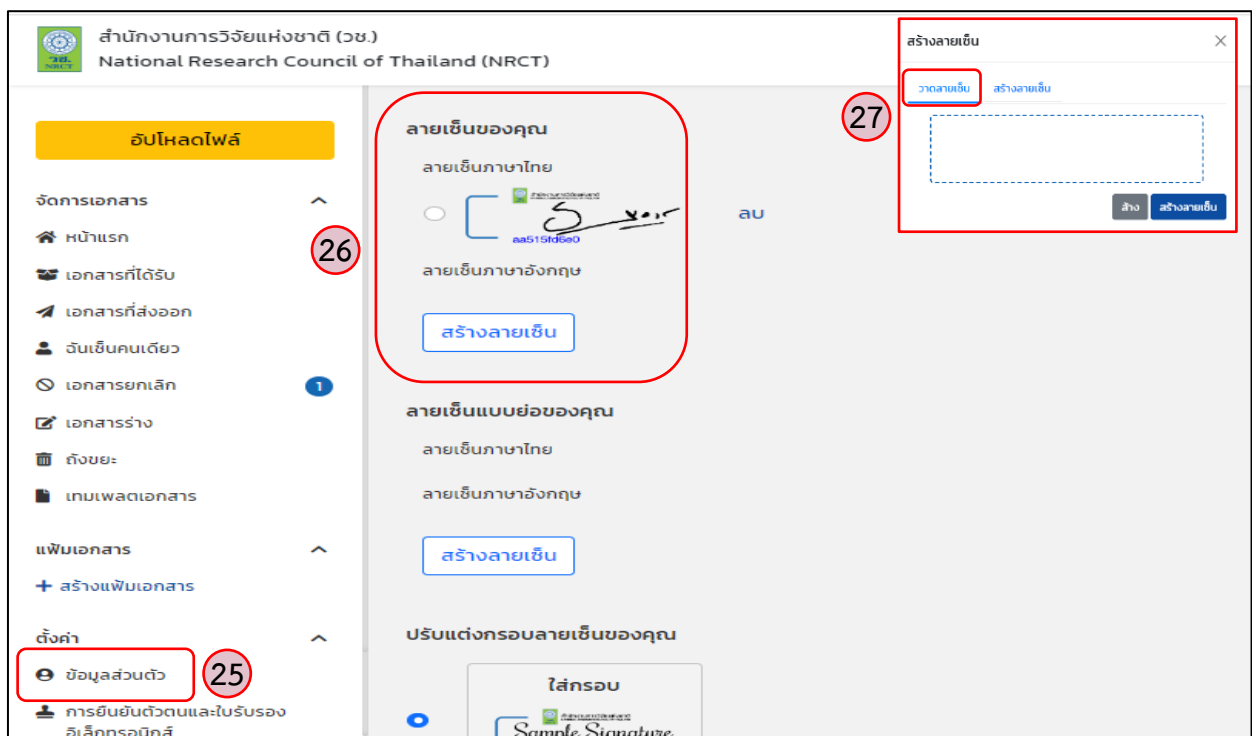 วช.
NRCT
สำนักงานการวิจัยแห่งชาติ (วช.)
National Research Council of Thailand (NRCT)
อัปโหลดไฟล์
จัดการเอกสาร
หน้าแรก
เอกสารที่ได้รับ
เอกสารที่ส่งออก
ฉันเซ็นคนเดียว
เอกสารยกเลิก
1
เอกสารร่าง
ถังขยะ
เทมเพลตเอกสาร
แฟ้มเอกสาร
+ สร้างแฟ้มเอกสาร
ตั้งค่า
ข้อมูลส่วนตัว
25
การยืนยันตัวตนและใบรับรอง
อิเล็กทรอนิกส์
26
ลายเซ็นของคุณ
ลายเซ็นภาษาไทย
aa515fd6e0
ลบ
ลายเซ็นภาษาอังกฤษ
สร้างลายเซ็น
ลายเซ็นแบบย่อของคุณ
ลายเซ็นภาษาไทย
ลายเซ็นภาษาอังกฤษ
สร้างลายเซ็น
ปรับแต่งกรอบลายเซ็นของคุณ
ใส่กรอบ
Sample Signature
27
สร้างลายเซ็น
วาดลายเซ็น
สร้างลายเซ็น
ล้าง
สร้างลายเซ็น